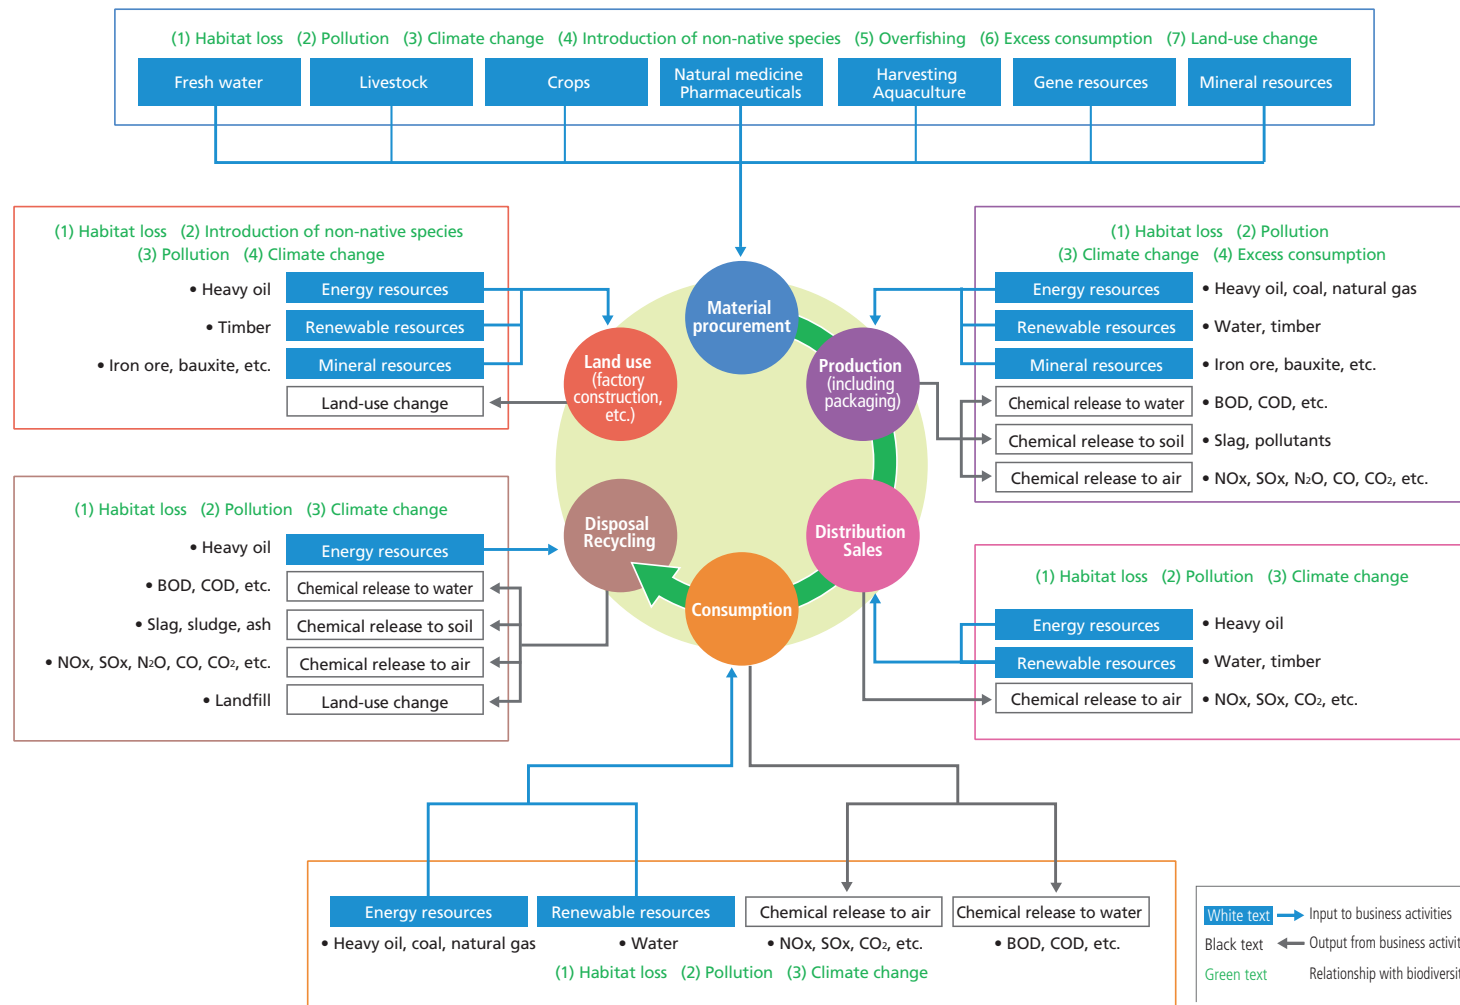 (1) Habitat loss (2) Pollution (3) Climate change (4) Introduction of non-native species (5) Overfishing (6) Excess consumption (7) Land-use change
Fresh water
Livestock
Crops
Natural medicine
Pharmaceuticals
Harvesting
Aquaculture
Gene resources
Mineral resources
(1) Habitat loss (2) Introduction of non-native species
(3) Pollution (4) Climate change
• Heavy oil Energy resources
• Timber Renewable resources
• Iron ore, bauxite, etc. Mineral resources
Land-use change
(1) Habitat loss (2) Pollution
(3) Climate change (4) Excess consumption
Energy resources • Heavy oil, coal, natural gas
Renewable resources • Water, timber
Mineral resources • Iron ore, bauxite, etc.
Chemical release to water • BOD, COD, etc.
Chemical release to soil • Slag, pollutants
Chemical release to air • NOx, SOx, N2O, CO, CO2, etc.
Material
procurement
Land use
(factory
construction,
etc.)
Production
(including
packaging)
Disposal
Recycling
Distribution
Sales
Consumption
(1) Habitat loss (2) Pollution (3) Climate change
• Heavy oil Energy resources
• BOD, COD, etc. Chemical release to water
• Slag, sludge, ash Chemical release to soil
• NOx, SOx, N2O, CO, CO2, etc. Chemical release to air
• Landfill Land-use change
(1) Habitat loss (2) Pollution (3) Climate change
Energy resources • Heavy oil
Renewable resources • Water, timber
Chemical release to air • NOx, SOx, CO2, etc.
Energy resources
Renewable resources
Chemical release to air
Chemical release to water
• Heavy oil, coal, natural gas
• Water
• NOx, SOx, CO2, etc.
• BOD, COD, etc.
(1) Habitat loss (2) Pollution (3) Climate change
White text Input to business activities
Black text Output from business
Green text Relationship with